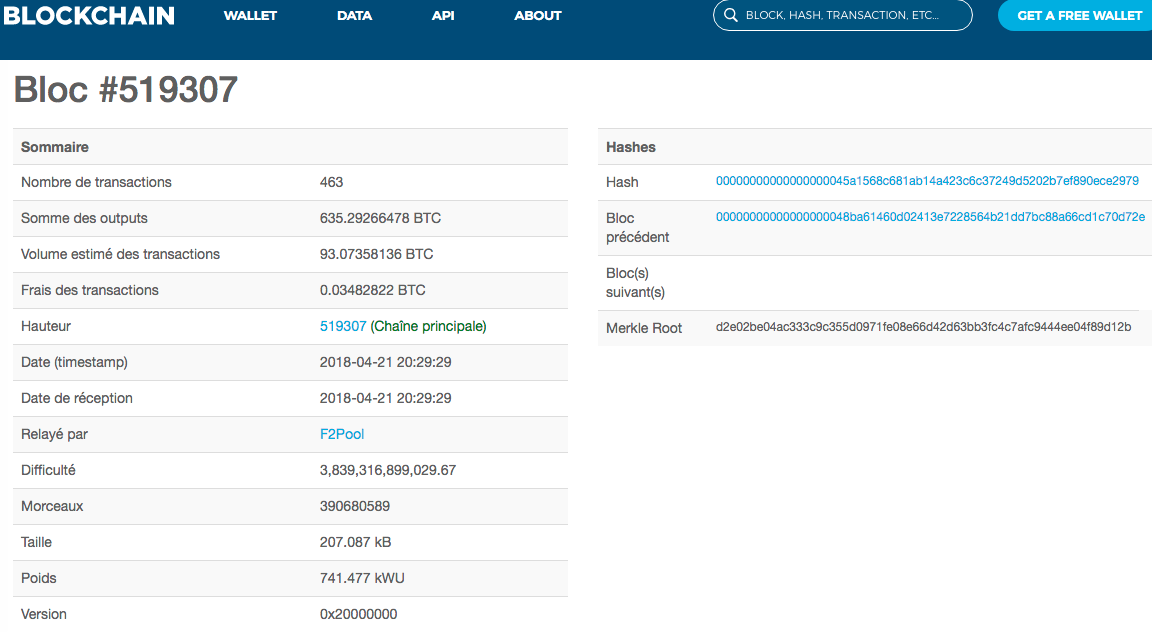 BLOCKCHAIN WALLET DATA API ABOUT BLOCK, HASH, TRANSACTION, ETC... GET A FREE WALLET
Bloc #519307
Sommaire
Nombre de transactions 463
Somme des outputs 635.29266478 BTC
Volume estimé des transactions 93.07358136 BTC
Frais des transactions 0.03482822 BTC
Hauteur 519307 (Chaîne principale)
Date (timestamp) 2018-04-21 20:29:29
Date de réception 2018-04-21 20:29:29
Relayé par F2Pool
Difficulté 3,839,316,899,029.67
Morceaux 390680589
Taille 207.087 kB
Poids 741.477 kWU
Version 0x20000000
Hashes
Hash 00000000000000000045a1568c681ab14a423c6c37249d5202b7ef890ece2979
Bloc 00000000000000000048ba61460d02413e7228564b21dd7bc88a66cd1c70d72e
précédent
Bloc(s)
suivant(s)
Merkle Root d2e02be04ac333c9c355d0971fe08e66d42d63bb3fc4c7afc9444ee04f89d12b